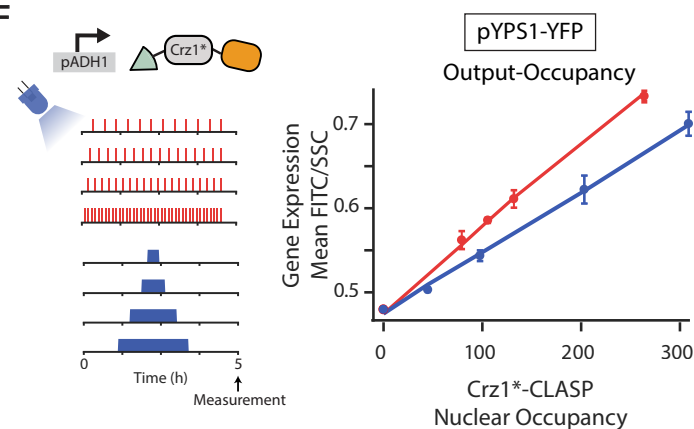 pADH1
Crz1*
0
5
Time (h)
Measurement
pYPS1-YFP
Output-Occupancy
Gene Expression
Mean FITC/SSC
0.7
0.6
0.5
0
100
200
300
Crz1*-CLASP
Nuclear Occupancy